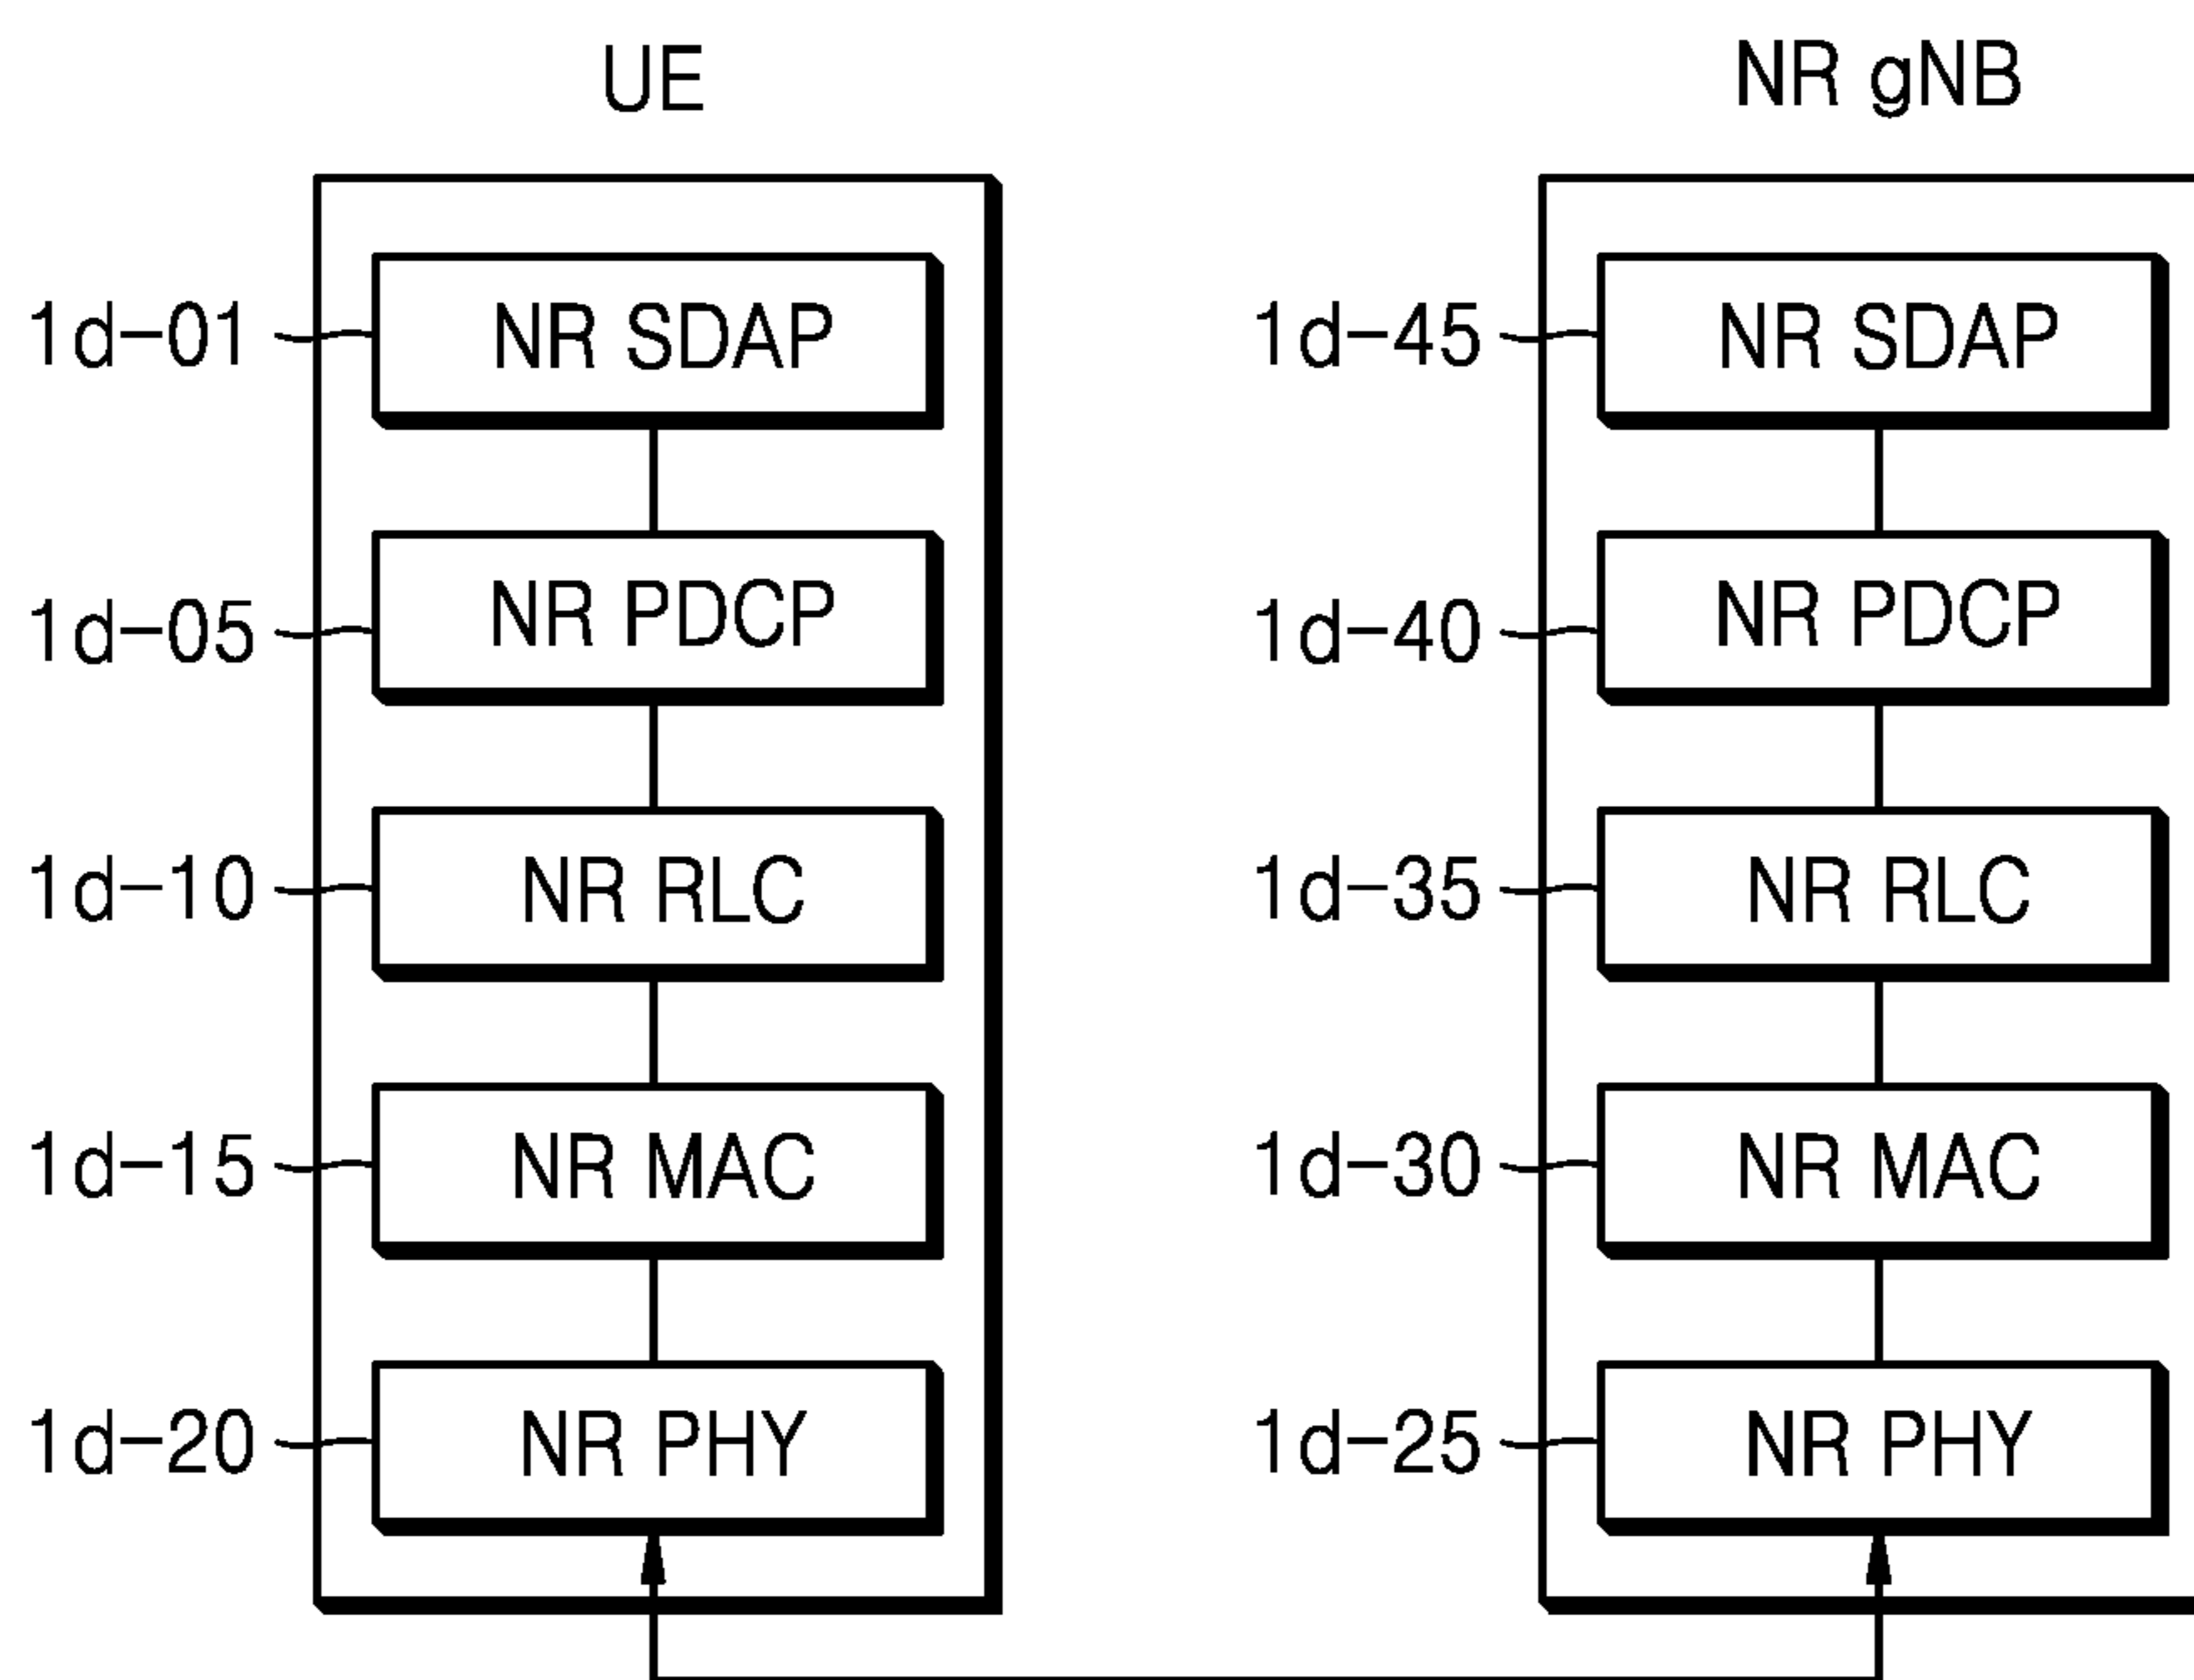 UE
NR gNB
1d-01
NR SDAP
1d-45
NR SDAP
1d-05
NR PDCP
1d-40
NR PDCP
1d-10
NR RLC
1d-35
NR RLC
1d-15
NR MAC
1d-30
NR MAC
1d-20
NR PHY
1d-25
NR PHY